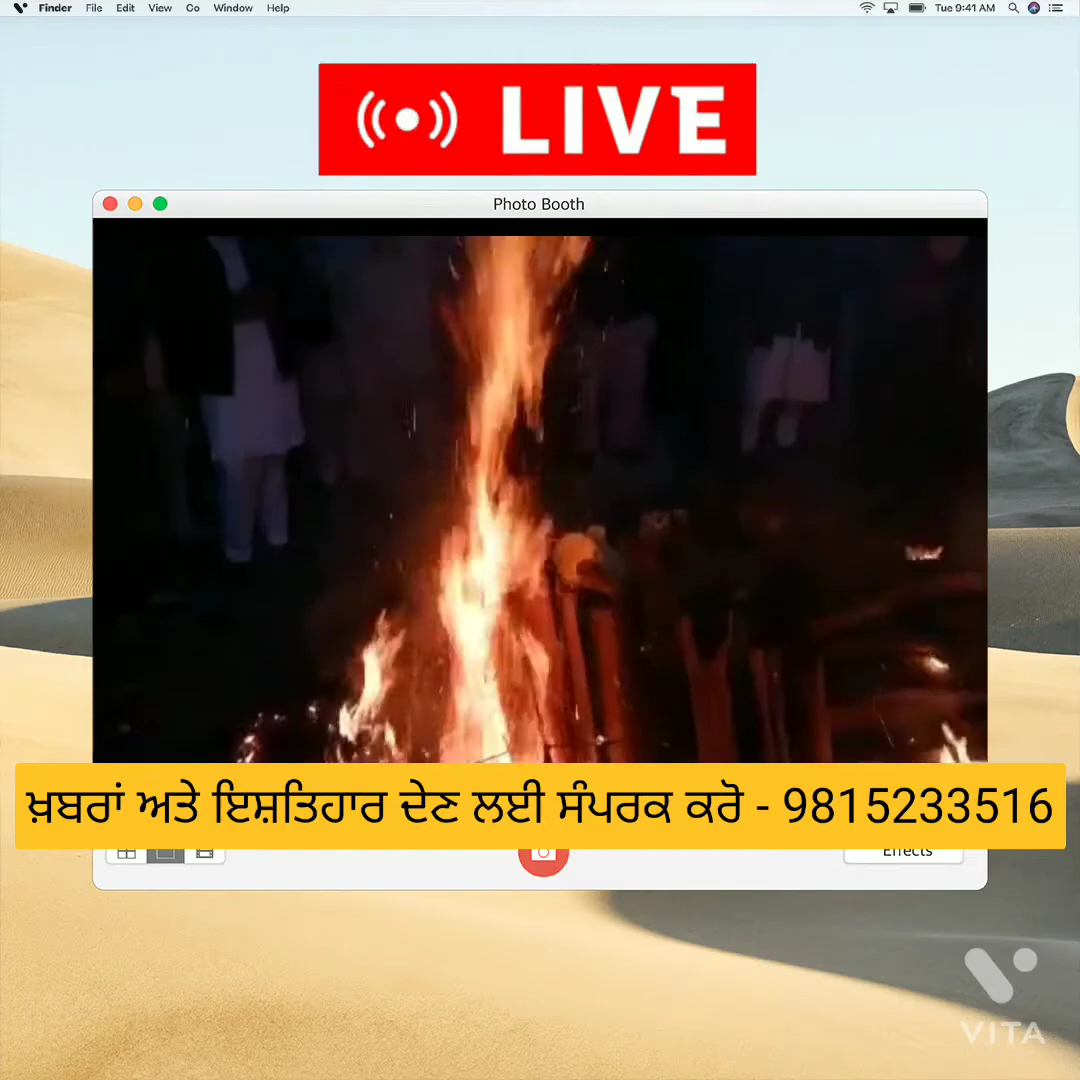 Finder File Edit View Go Window Help Tue 9:41 AM
LIVE
Photo Booth
ਖ਼ਬਰਾਂ ਅਤੇ ਇਸ਼ਤਿਹਾਰ ਦੇਣ ਲਈ ਸੰਪਰਕ ਕਰੋ - 9815233516
Effects
VITA